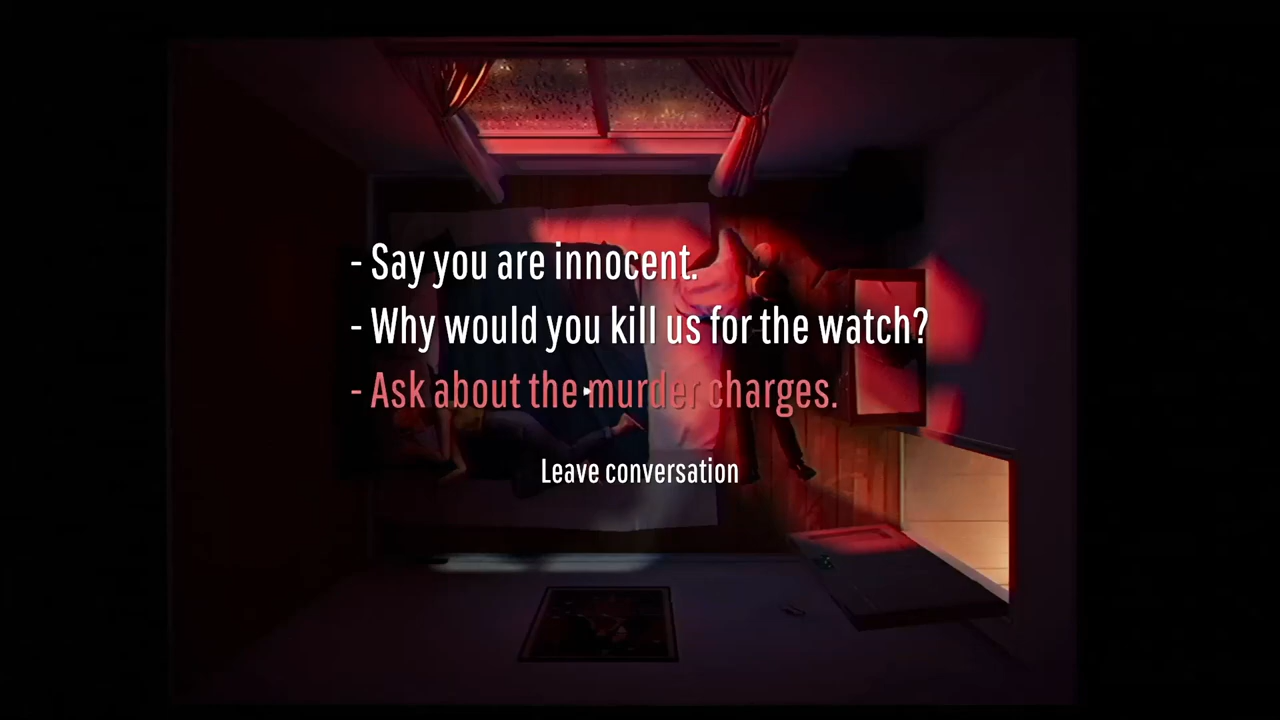 - Say you are innocent.
- Why would you kill us for the watch?
- Ask about the murder charges.
Leave conversation